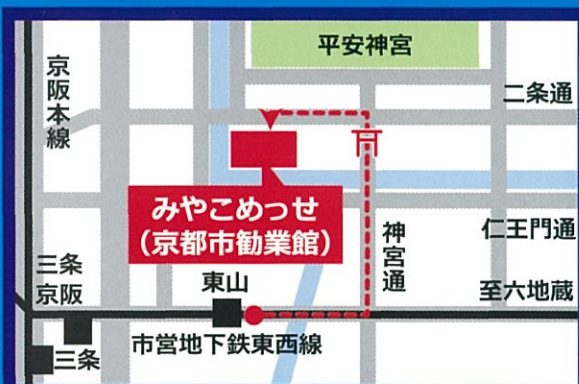 平安神宮
京阪本線
二条通
みやこめっせ
(京都市勧業館)
神宮通
仁王門通
三条
京阪
東山
至六地蔵
三条
市営地下鉄東西線